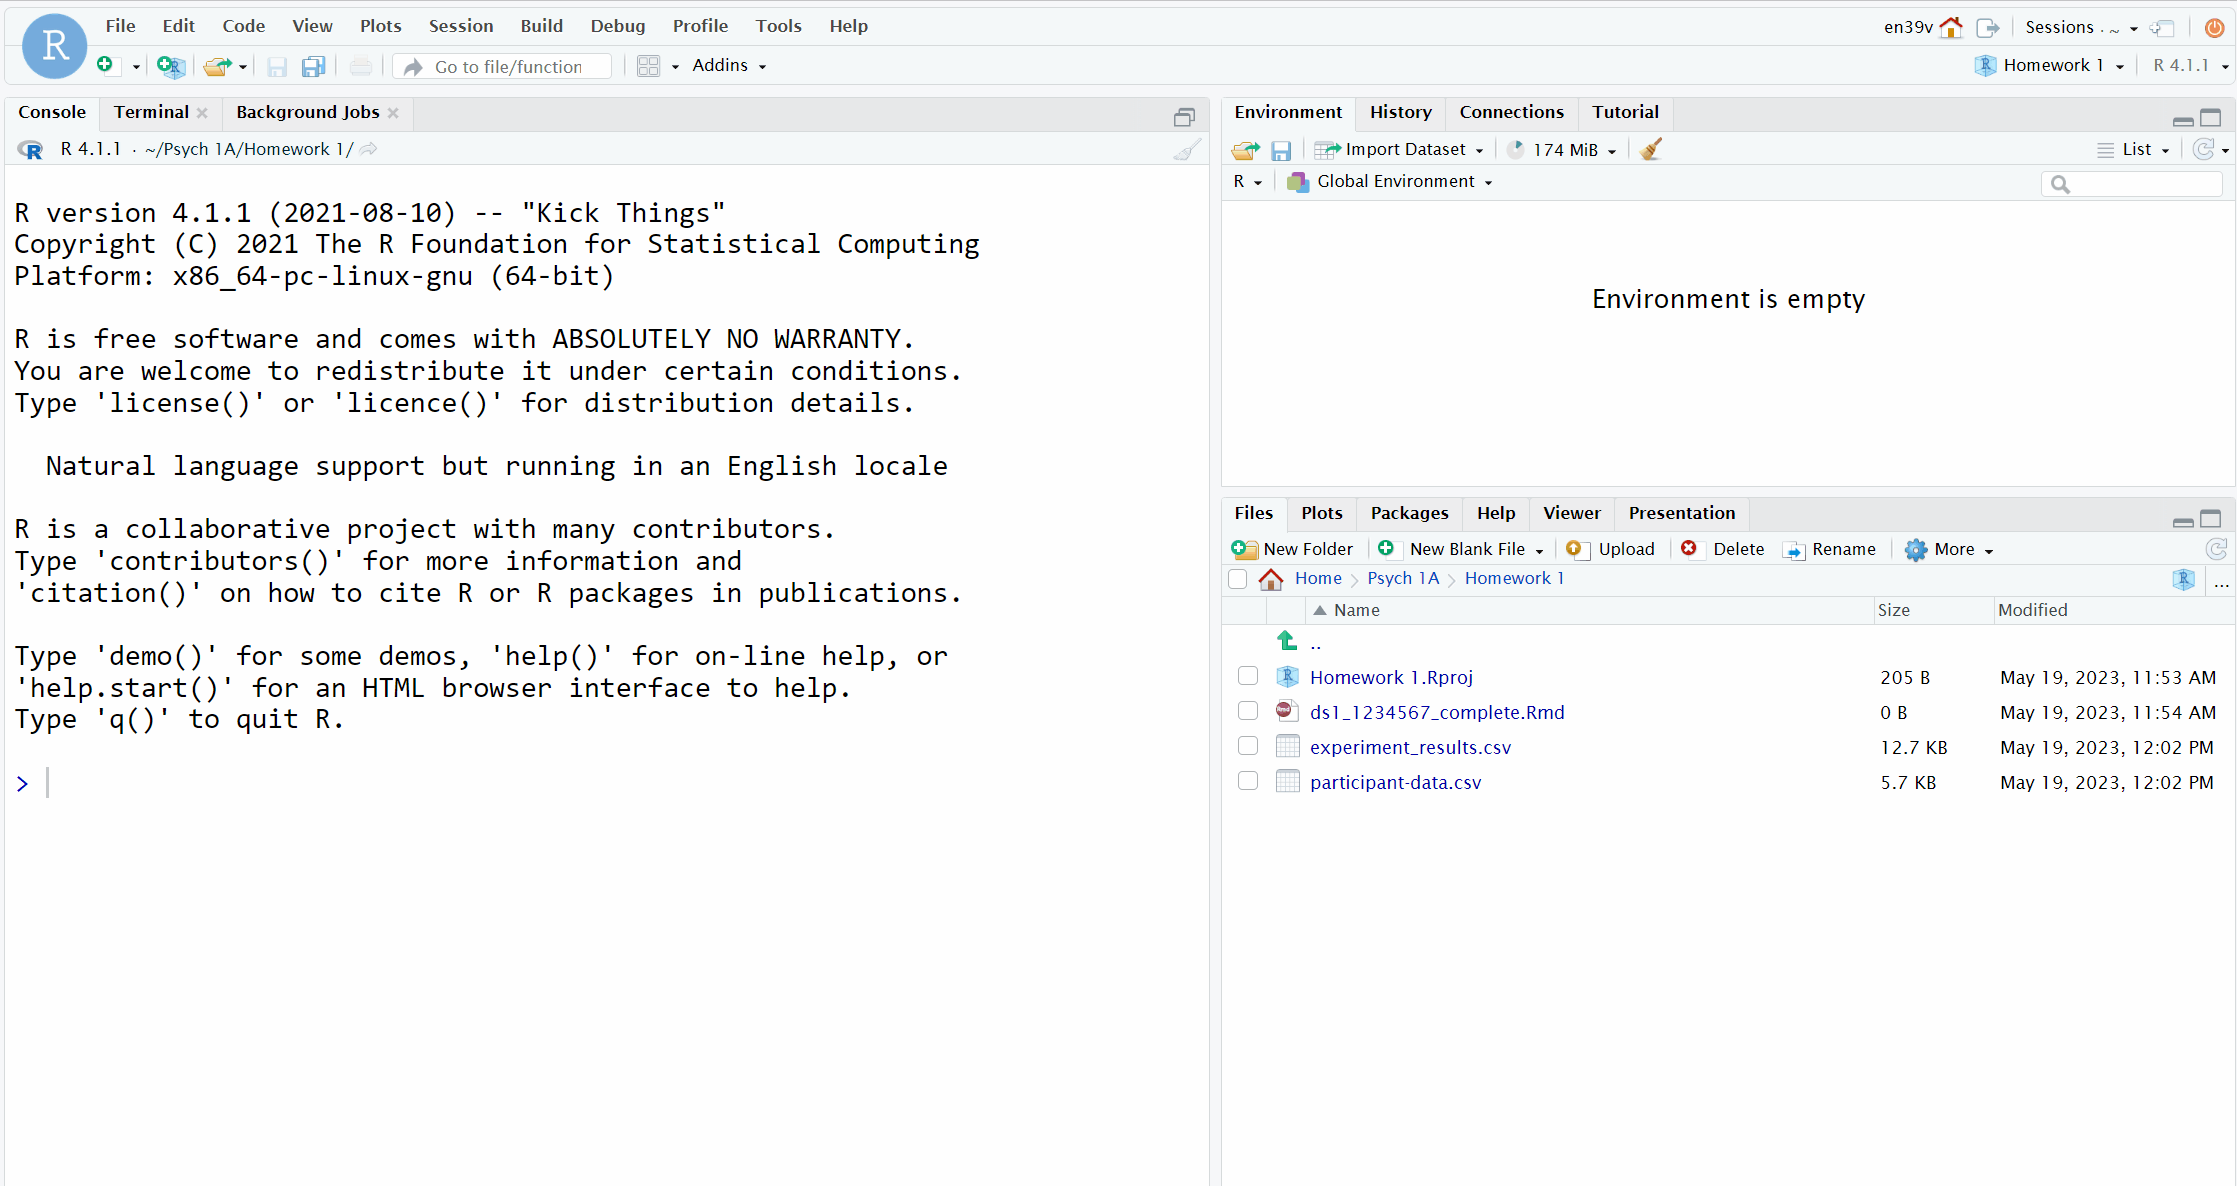 File Edit Code View Plots Session Build Debug Profile Tools Help
en39v Sessions · ~
R
Go to file/function Addins
Homework 1 R 4.1.1
Console Terminal Background Jobs
R R 4.1.1 · ~/Psych 1A/Homework 1/
R version 4.1.1 (2021-08-10) -- "Kick Things"
Copyright (C) 2021 The R Foundation for Statistical Computing
Platform: x86_64-pc-linux-gnu (64-bit)
R is free software and comes with ABSOLUTELY NO WARRANTY.
You are welcome to redistribute it under certain conditions.
Type 'license()' or 'licence()' for distribution details.
Natural language support but running in an English locale
R is a collaborative project with many contributors.
Type 'contributors()' for more information and
'citation()' on how to cite R or R packages in publications.
Type 'demo()' for some demos, 'help()' for on-line help, or
'help.start()' for an HTML browser interface to help.
Type 'q()' to quit R.
>
Environment History Connections Tutorial
Import Dataset 174 MiB List
R Global Environment
Environment is empty
Files Plots Packages Help Viewer Presentation
New Folder New Blank File Upload Delete Rename More
Home Psych 1A Homework 1 R ...
Name Size Modified
..
Homework 1.Rproj 205 B May 19, 2023, 11:53 AM
ds1_1234567_complete.Rmd 0 B May 19, 2023, 11:54 AM
experiment_results.csv 12.7 KB May 19, 2023, 12:02 PM
participant-data.csv 5.7 KB May 19, 2023, 12:02 PM